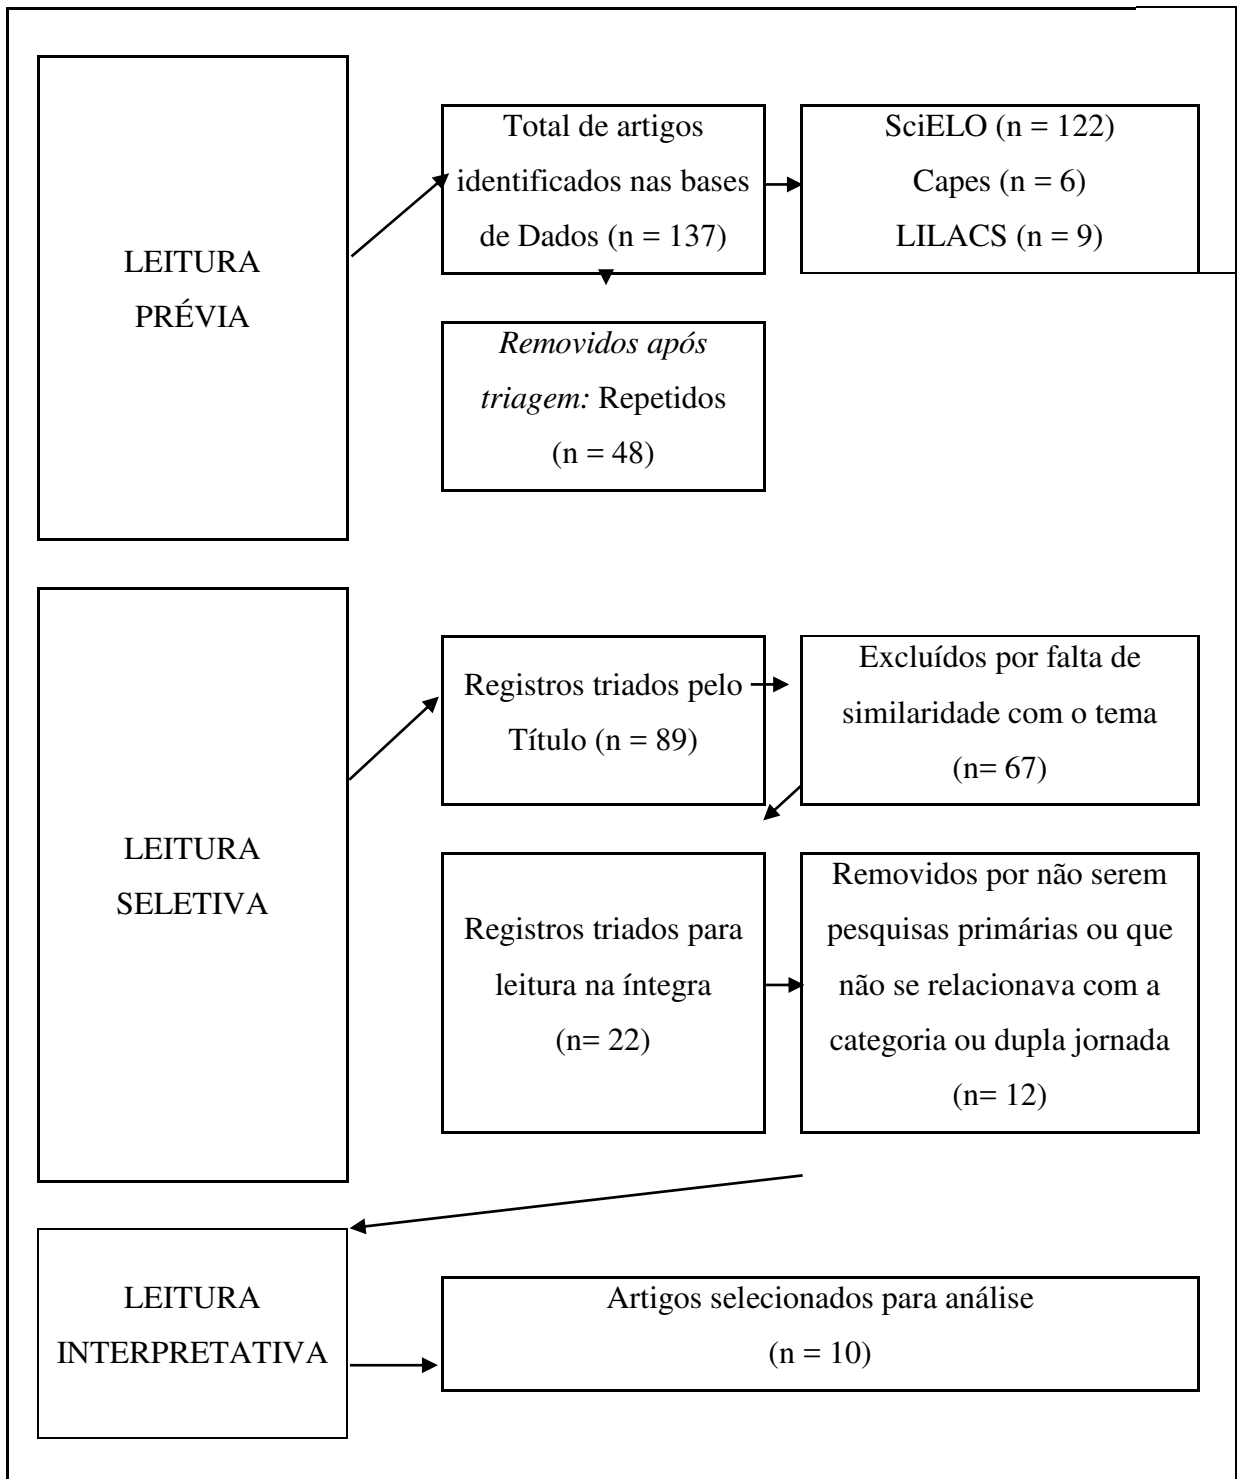 LEITURA
PRÉVIA
Total de artigos
identificados nas bases
de Dados (n = 137)
SciELO (n = 122)
Capes (n = 6)
LILACS (n = 9)
Removidos após
triagem: Repetidos
(n = 48)
LEITURA
SELETIVA
Registros triados pelo
Título (n = 89)
Excluídos por falta de
similaridade com o tema
(n= 67)
Registros triados para
leitura na íntegra
(n= 22)
Removidos por não serem
pesquisas primárias ou que
não se relacionava com a
categoria ou dupla jornada
(n= 12)
LEITURA
INTERPRETATIVA
Artigos selecionados para análise
(n = 10)